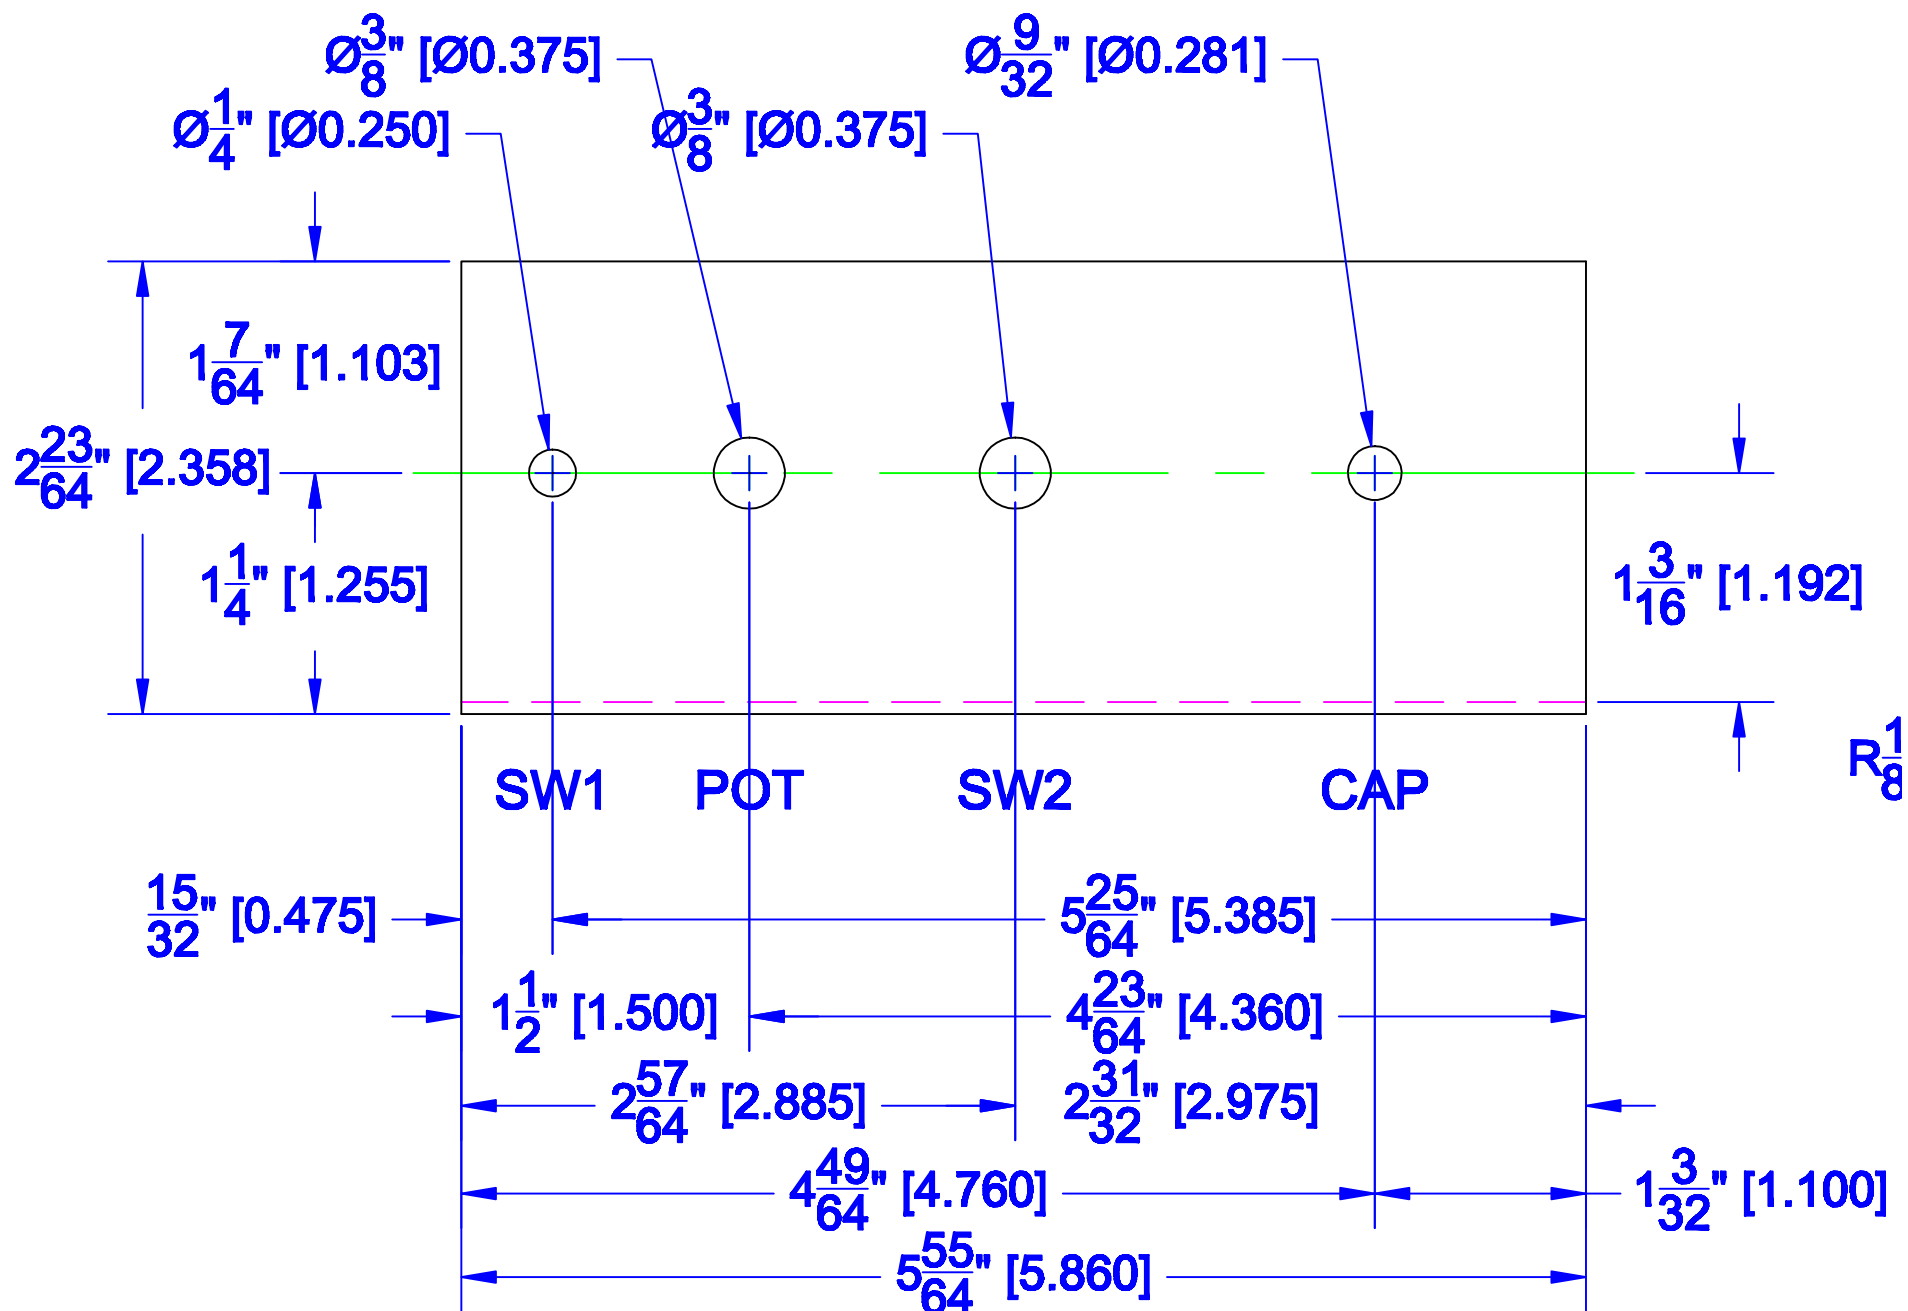 Ø3/8" [Ø0.375]
Ø9/32" [Ø0.281]
Ø1/4" [Ø0.250]
Ø3/8" [Ø0.375]
1 7/64" [1.103]
2 23/64" [2.358]
1 1/4" [1.255]
1 3/16" [1.192]
R1/8
SW1 POT SW2 CAP
15/32" [0.475]
5 25/64" [5.385]
1 1/2" [1.500]
4 23/64" [4.360]
2 57/64" [2.885]
2 31/32" [2.975]
4 49/64" [4.760]
1 3/32" [1.100]
5 55/64" [5.860]